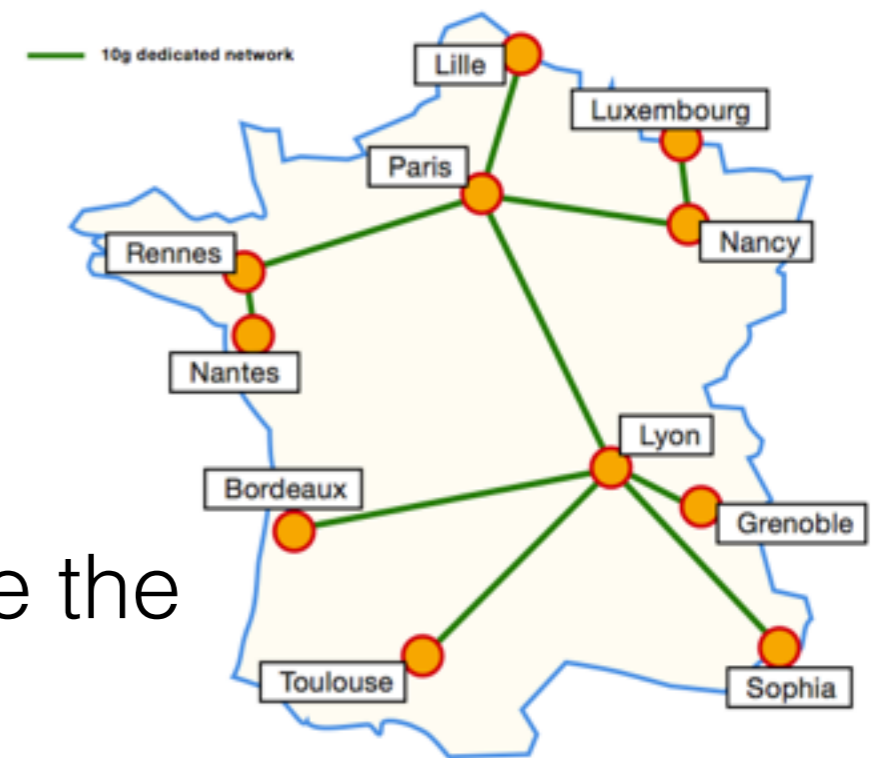 10g dedicated network
Lille
Luxembourg
Paris
Nancy
Rennes
Nantes
Lyon
Bordeaux
Grenoble
e the
Toulouse
Sophia